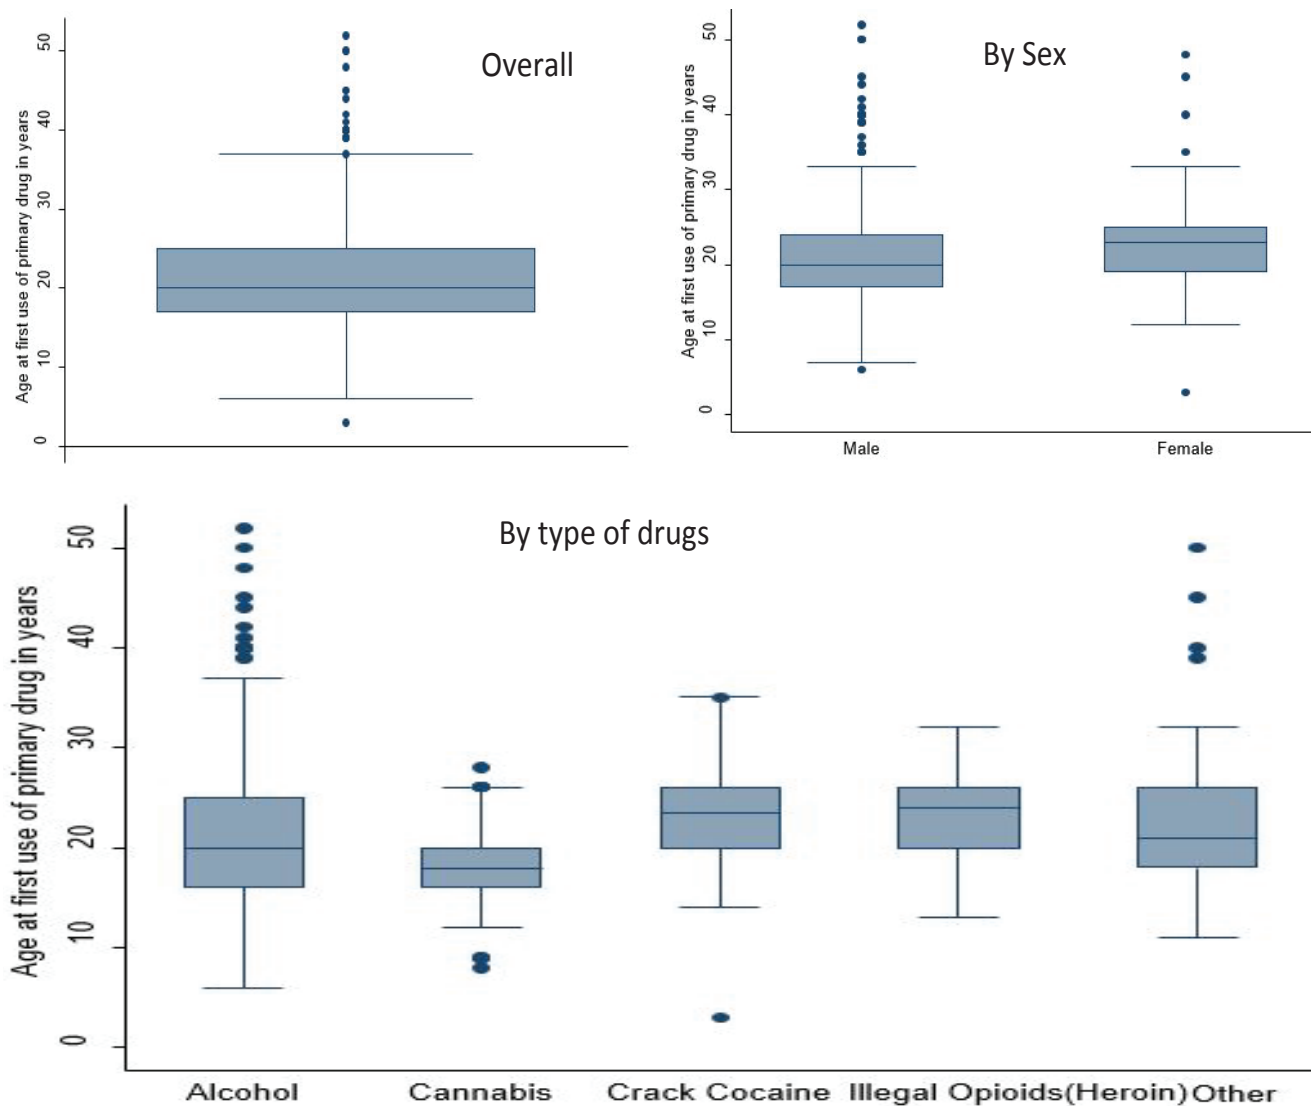 Overall
Age at first use of primary drug in years
50
40
30
20
10
0
By Sex
Age at first use of primary drug in years
50
40
30
20
10
0
Male Female
By type of drugs
Age at first use of primary drug in years
50
40
30
20
10
0
Alcohol Cannabis Crack Cocaine Illegal Opioids(Heroin) Other